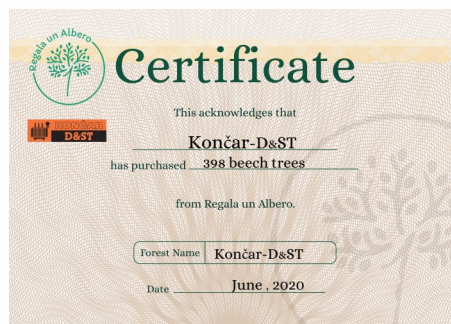 Regala un Albero
Certificate
This acknowledges that
KONČAR
D&ST
Končar-D&ST
has purchased 398 beech trees
from Regala un Albero.
Forest Name Končar-D&ST
Date June , 2020